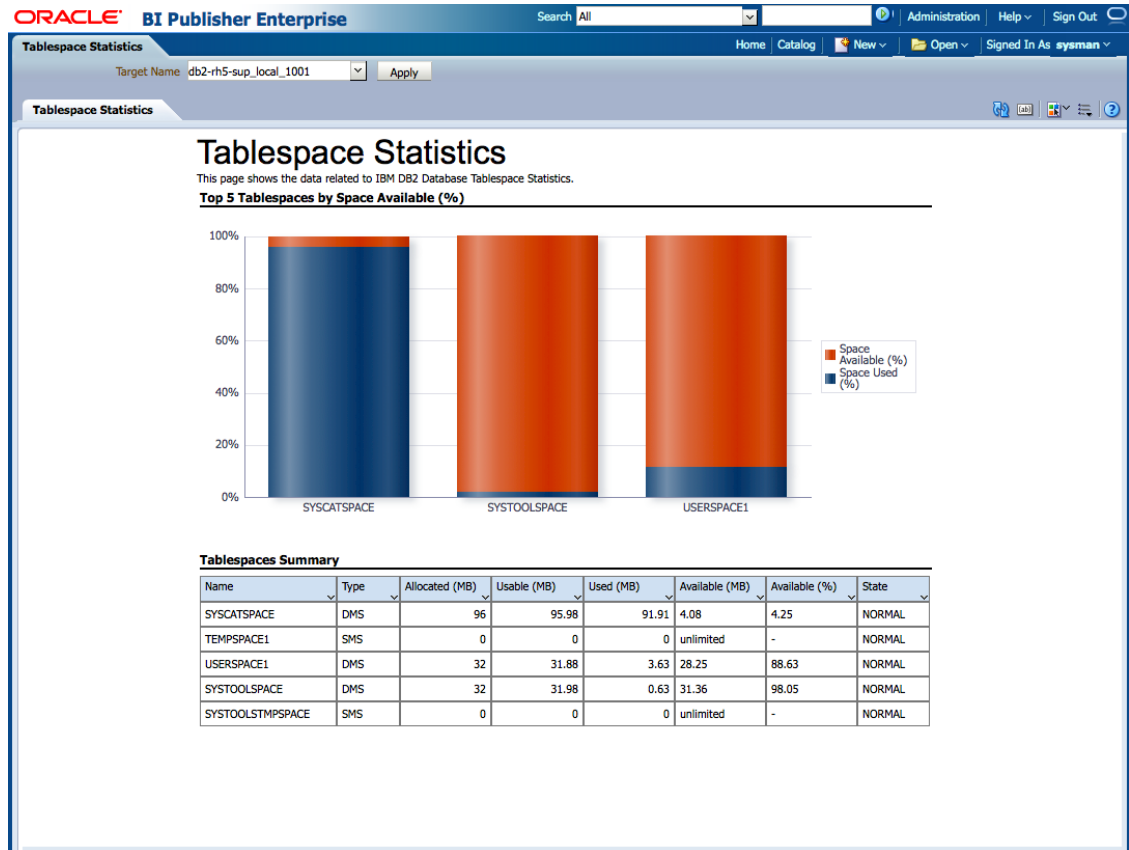 ORACLE BI Publisher Enterprise Search All Administration Help Sign Out
Tablespace Statistics Home Catalog New Open Signed In As sysman
Target Name db2-rh5-sup_local_1001 Apply
Tablespace Statistics
Tablespace Statistics
This page shows the data related to IBM DB2 Database Tablespace Statistics.
Top 5 Tablespaces by Space Available (%)
100%
80%
60%
40%
20%
0%
SYSCATSPACE SYSTOOLSPACE USERSPACE1
Space
Available (%)
Space Used
(%)
Tablespaces Summary
Name Type Allocated (MB) Usable (MB) Used (MB) Available (MB) Available (%) State
SYSCATSPACE DMS 96 95.98 91.91 4.08 4.25 NORMAL
TEMPSPACE1 SMS 0 0 0 unlimited - NORMAL
USERSPACE1 DMS 32 31.88 3.63 28.25 88.63 NORMAL
SYSTOOLSPACE DMS 32 31.98 0.63 31.36 98.05 NORMAL
SYSTOOLSTMPSPACE SMS 0 0 0 unlimited - NORMAL